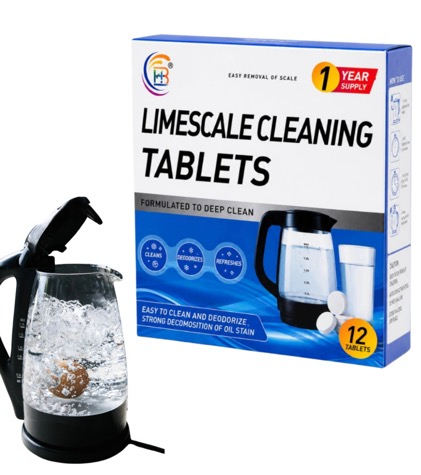 EASY REMOVAL OF SCALE
1 YEAR
SUPPLY
LIMESCALE CLEANING
TABLETS
FORMULATED TO DEEP CLEAN
CLEANS
DEODORIZES
REFRESHES
EASY TO CLEAN AND DEODORIZE,
STRONG DECOMOSITION OF OIL STAIN
12
TABLETS
HOW TO USE